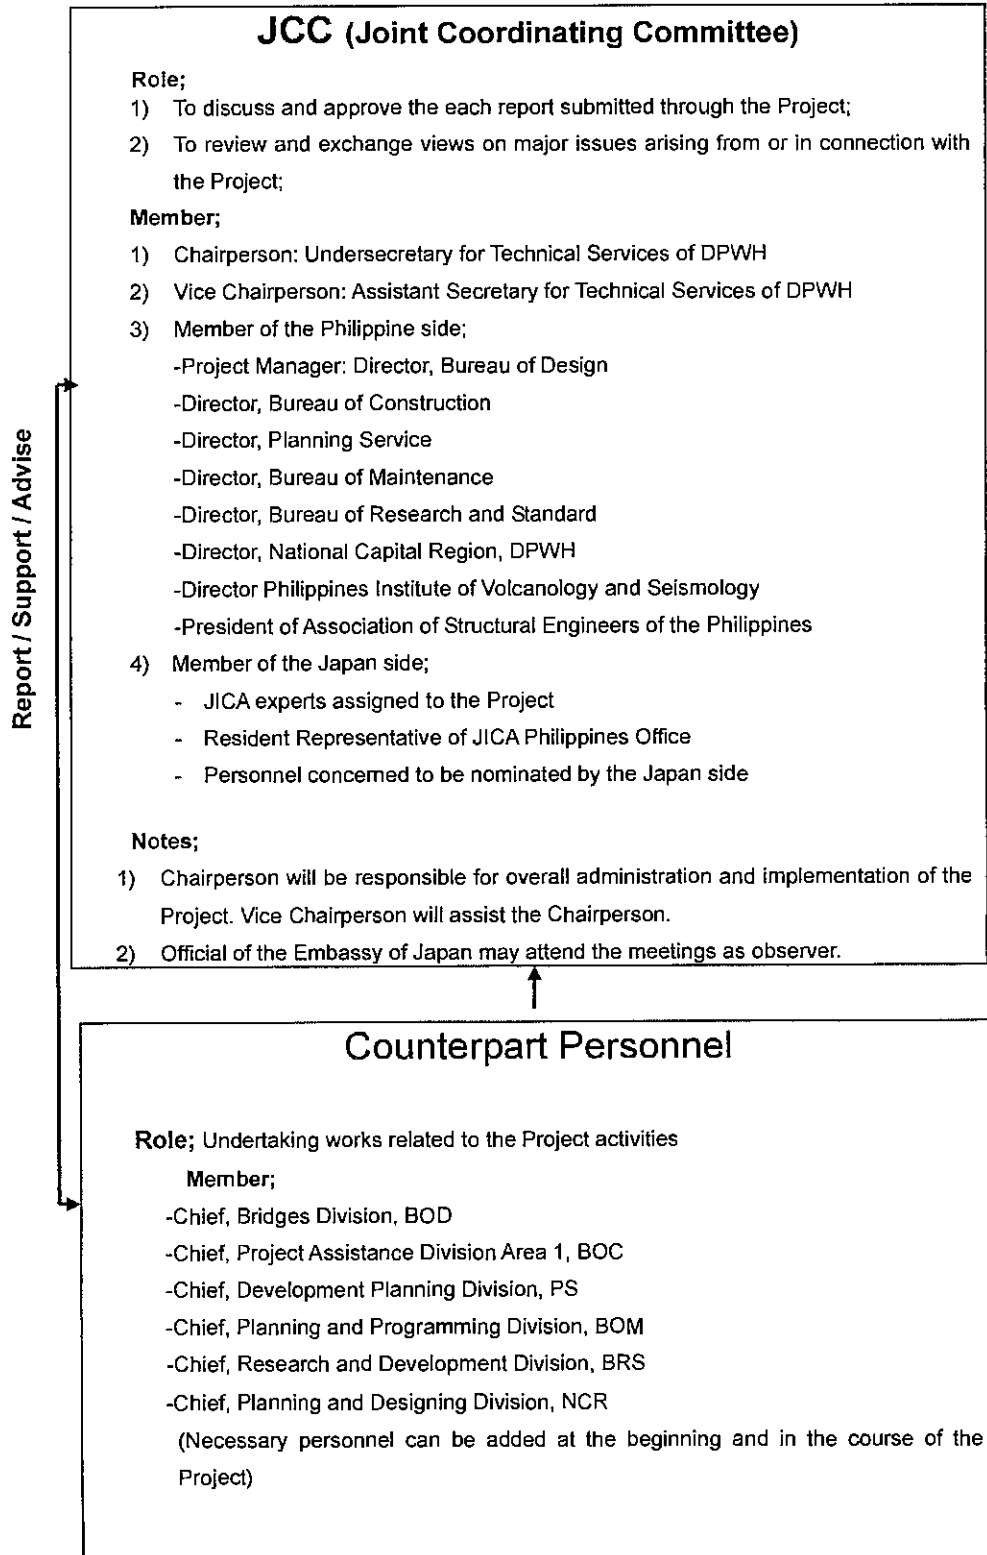 JCC (Joint Coordinating Committee)
Role;
1) To discuss and approve the each report submitted through the Project;
2) To review and exchange views on major issues arising from or in connection with
the Project;
Member;
1) Chairperson: Undersecretary for Technical Services of DPWH
2) Vice Chairperson: Assistant Secretary for Technical Services of DPWH
3) Member of the Philippine side;
-Project Manager: Director, Bureau of Design
-Director, Bureau of Construction
-Director, Planning Service
-Director, Bureau of Maintenance
-Director, Bureau of Research and Standard
-Director, National Capital Region, DPWH
-Director Philippines Institute of Volcanology and Seismology
-President of Association of Structural Engineers of the Philippines
4) Member of the Japan side;
- JICA experts assigned to the Project
- Resident Representative of JICA Philippines Office
- Personnel concerned to be nominated by the Japan side
Notes;
1) Chairperson will be responsible for overall administration and implementation of the
Project. Vice Chairperson will assist the Chairperson.
2) Official of the Embassy of Japan may attend the meetings as observer.
Report / Support / Advise
Counterpart Personnel
Role; Undertaking works related to the Project activities
Member;
-Chief, Bridges Division, BOD
-Chief, Project Assistance Division Area 1, BOC
-Chief, Development Planning Division, PS
-Chief, Planning and Programming Division, BOM
-Chief, Research and Development Division, BRS
-Chief, Planning and Designing Division, NCR
(Necessary personnel can be added at the beginning and in the course of the
Project)